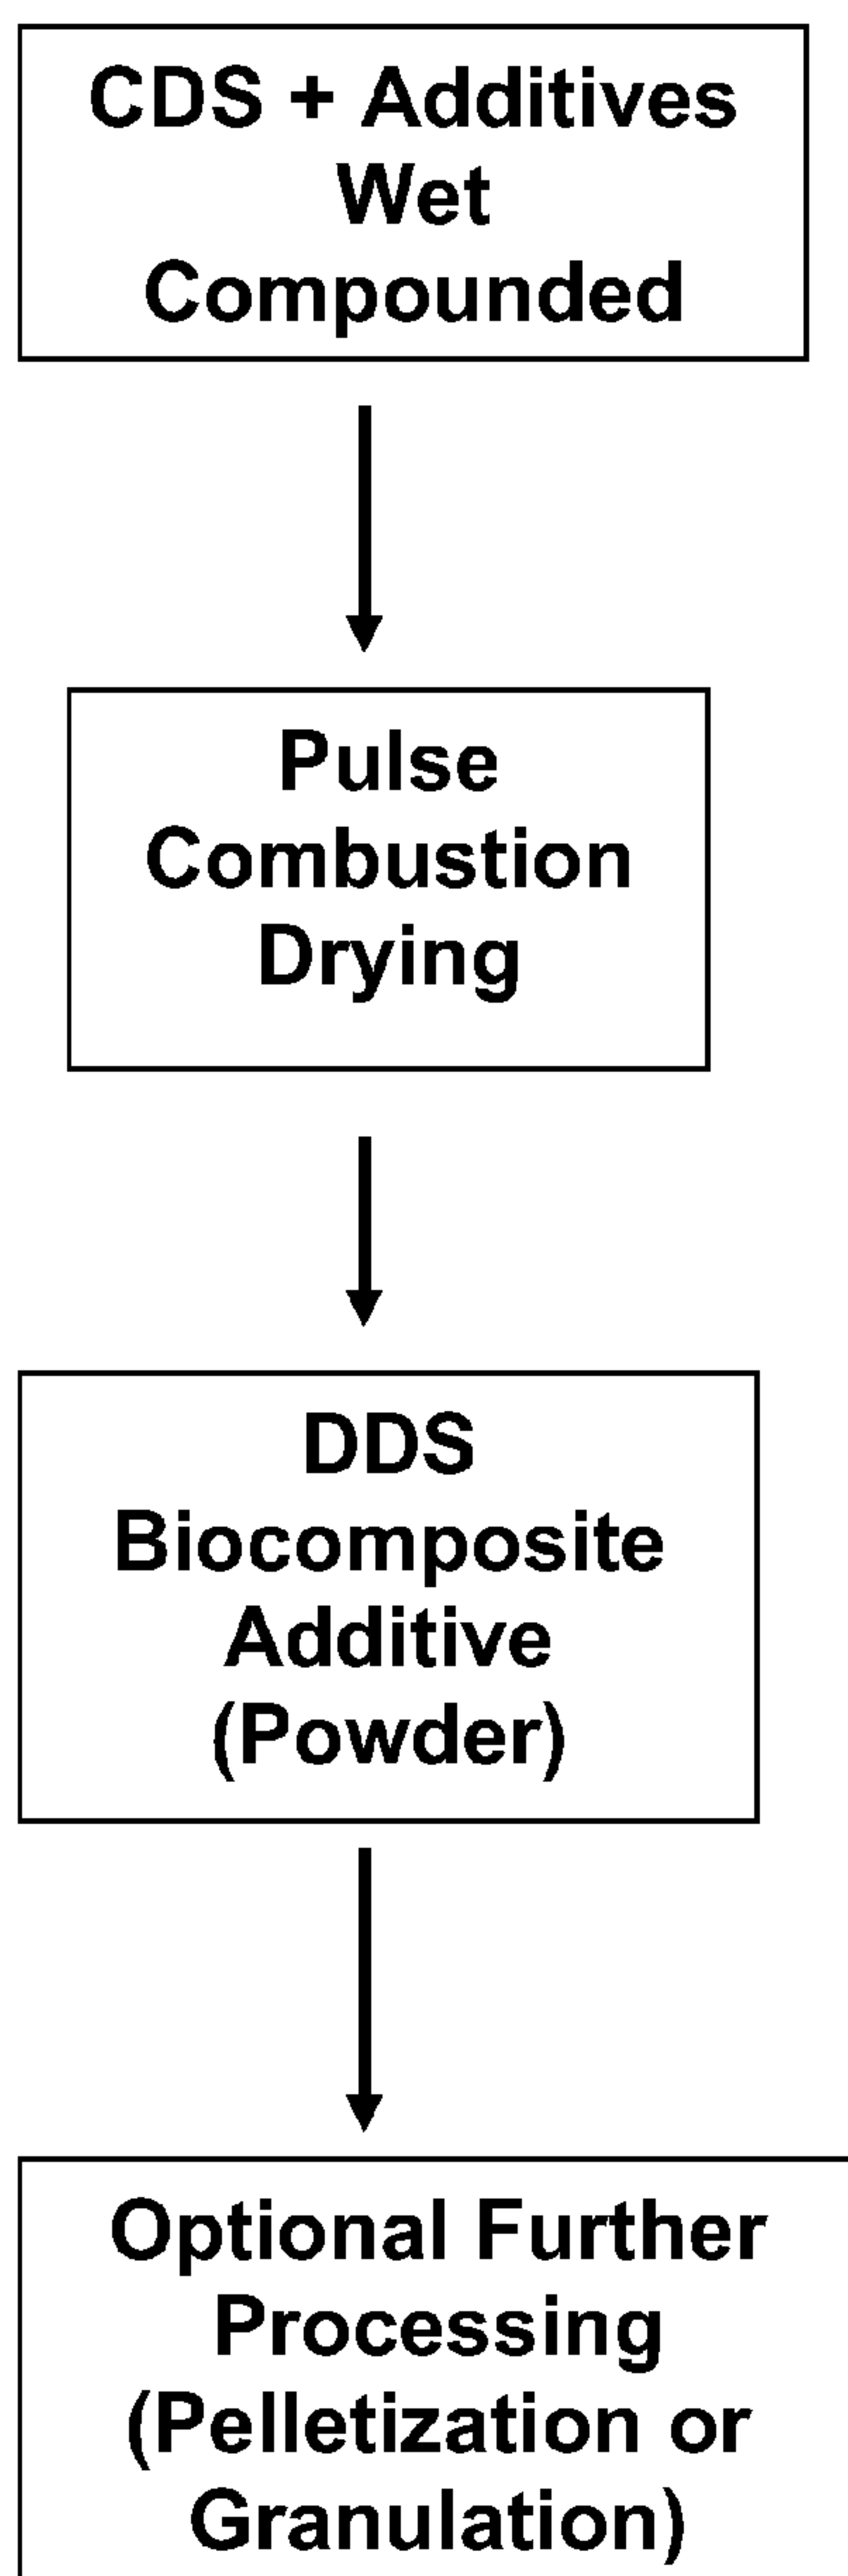 CDS + Additives
Wet
Compounded
Pulse
Combustion
Drying
DDS
Biocomposite
Additive
(Powder)
Optional Further
Processing
(Pelletization or
Granulation)